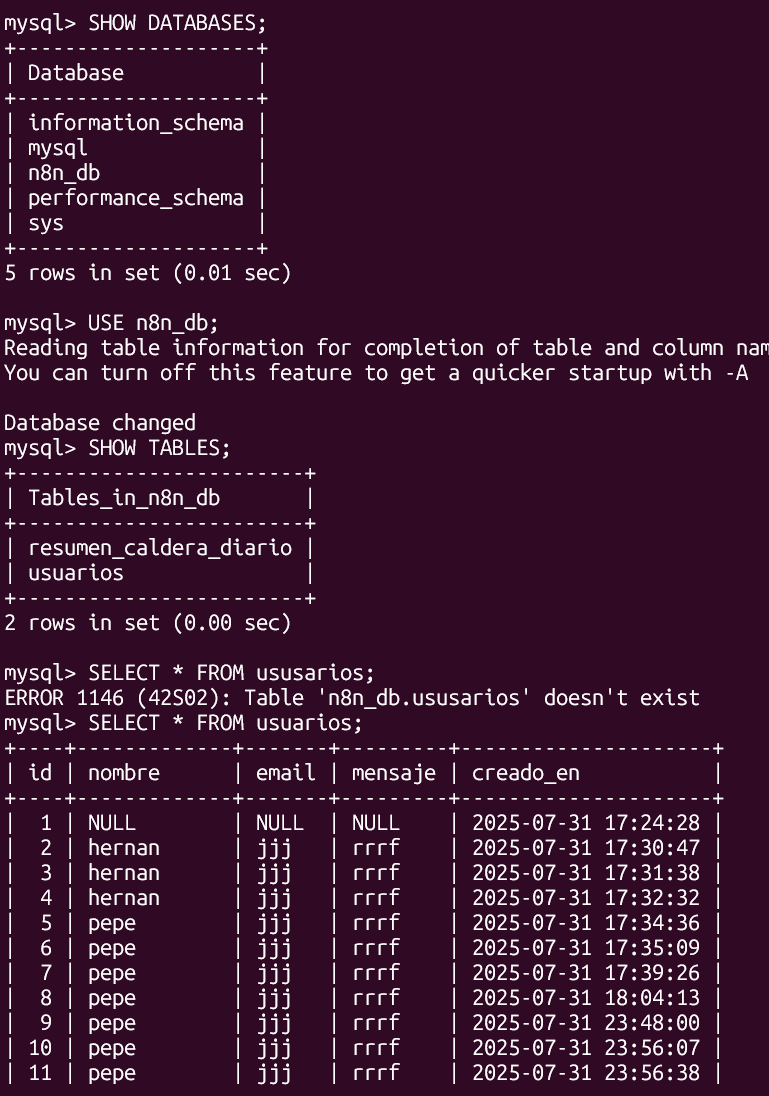 mysql> SHOW DATABASES;
+--------------------+
| Database           |
+--------------------+
| information_schema |
| mysql              |
| n8n_db             |
| performance_schema |
| sys                |
+--------------------+
5 rows in set (0.01 sec)

mysql> USE n8n_db;
Reading table information for completion of table and column nam
You can turn off this feature to get a quicker startup with -A

Database changed
mysql> SHOW TABLES;
+------------------------+
| Tables_in_n8n_db       |
+------------------------+
| resumen_caldera_diario |
| usuarios               |
+------------------------+
2 rows in set (0.00 sec)

mysql> SELECT * FROM ususarios;
ERROR 1146 (42S02): Table 'n8n_db.ususarios' doesn't exist
mysql> SELECT * FROM usuarios;
+----+-------------+-------+---------+---------------------+
| id | nombre      | email | mensaje | creado_en           |
+----+-------------+-------+---------+---------------------+
|  1 | NULL        | NULL  | NULL    | 2025-07-31 17:24:28 |
|  2 | hernan      | jjj   | rrrf    | 2025-07-31 17:30:47 |
|  3 | hernan      | jjj   | rrrf    | 2025-07-31 17:31:38 |
|  4 | hernan      | jjj   | rrrf    | 2025-07-31 17:32:32 |
|  5 | pepe        | jjj   | rrrf    | 2025-07-31 17:34:36 |
|  6 | pepe        | jjj   | rrrf    | 2025-07-31 17:35:09 |
|  7 | pepe        | jjj   | rrrf    | 2025-07-31 17:39:26 |
|  8 | pepe        | jjj   | rrrf    | 2025-07-31 18:04:13 |
|  9 | pepe        | jjj   | rrrf    | 2025-07-31 23:48:00 |
| 10 | pepe        | jjj   | rrrf    | 2025-07-31 23:56:07 |
| 11 | pepe        | jjj   | rrrf    | 2025-07-31 23:56:38 |